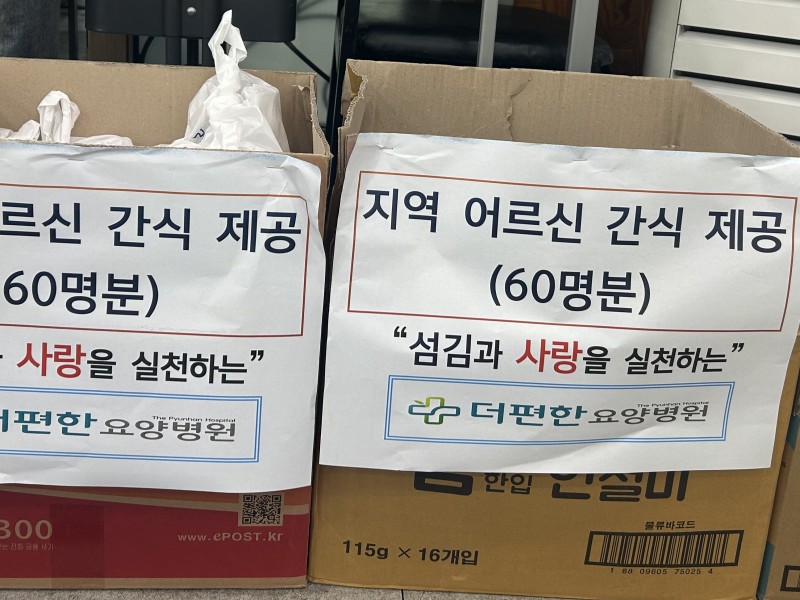 르신 간식 제공
60명분)
사랑을 실천하는”
The Pyunhan Hospital
더편한 요양병원
300
www.ePOST.kr
지역 어르신 간식 제공
(60명분)
“섬김과 사랑을 실천하는”
The Pyunhan Hospital
더편한 요양병원
한입 인절미
115g × 16개입
물류바코드
1 88 09605 75025 4